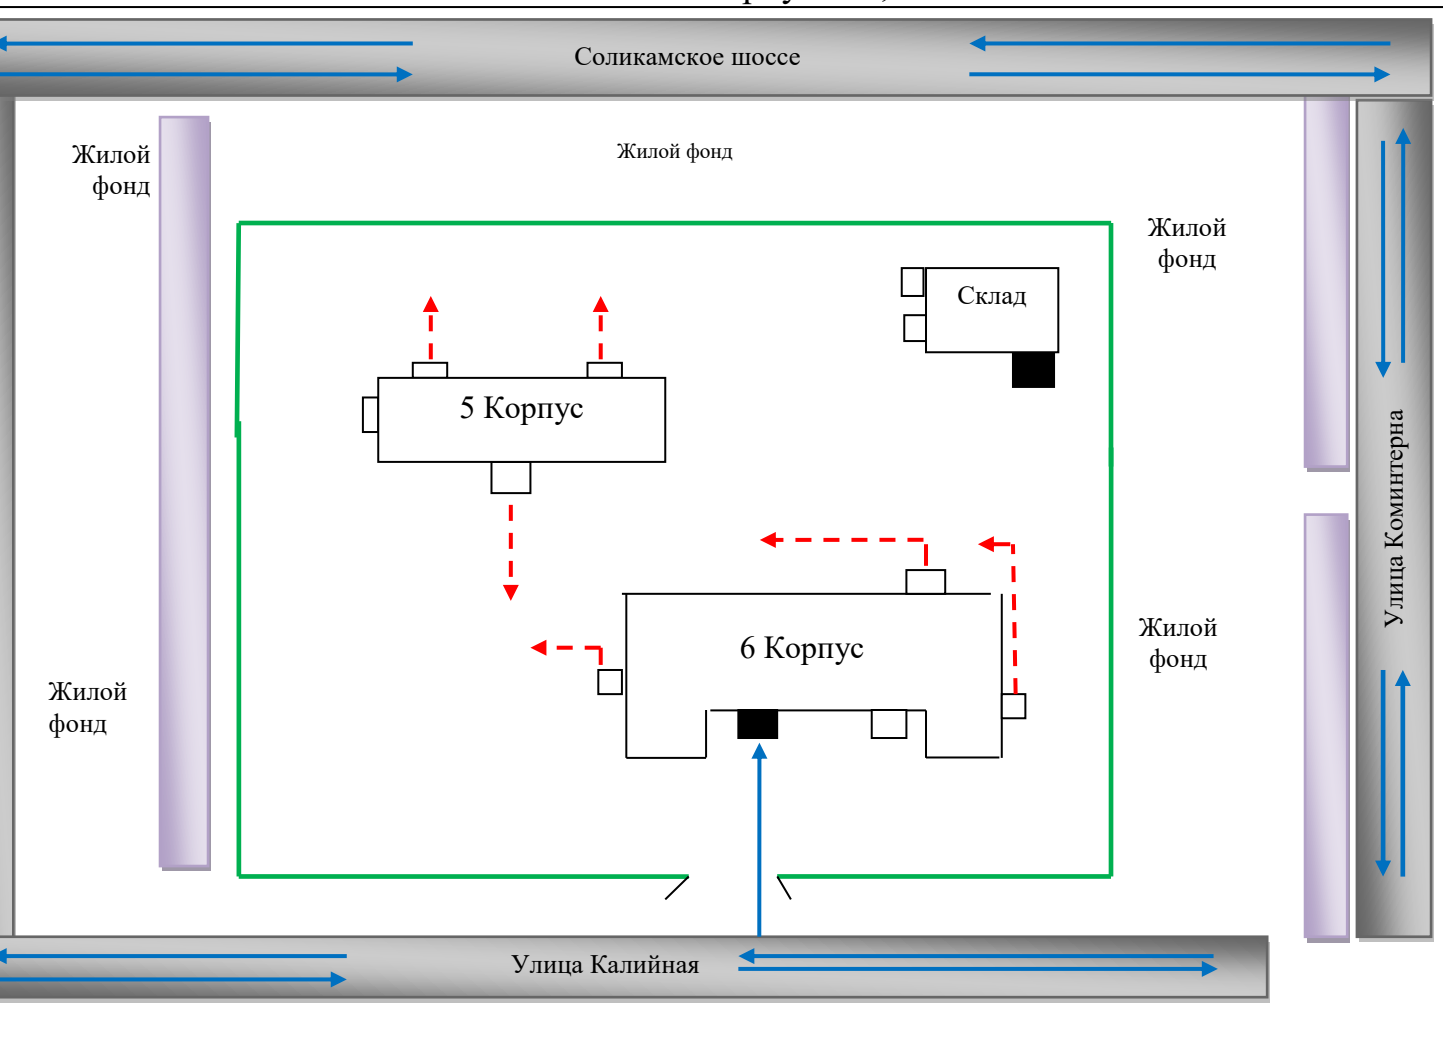 Соликамское шоссе
Жилой
фонд
Жилой фонд
Жилой
фонд
Склад
5 Корпус
Улица Коминтерна
6 Корпус
Жилой
фонд
Жилой
фонд
Улица Калийная